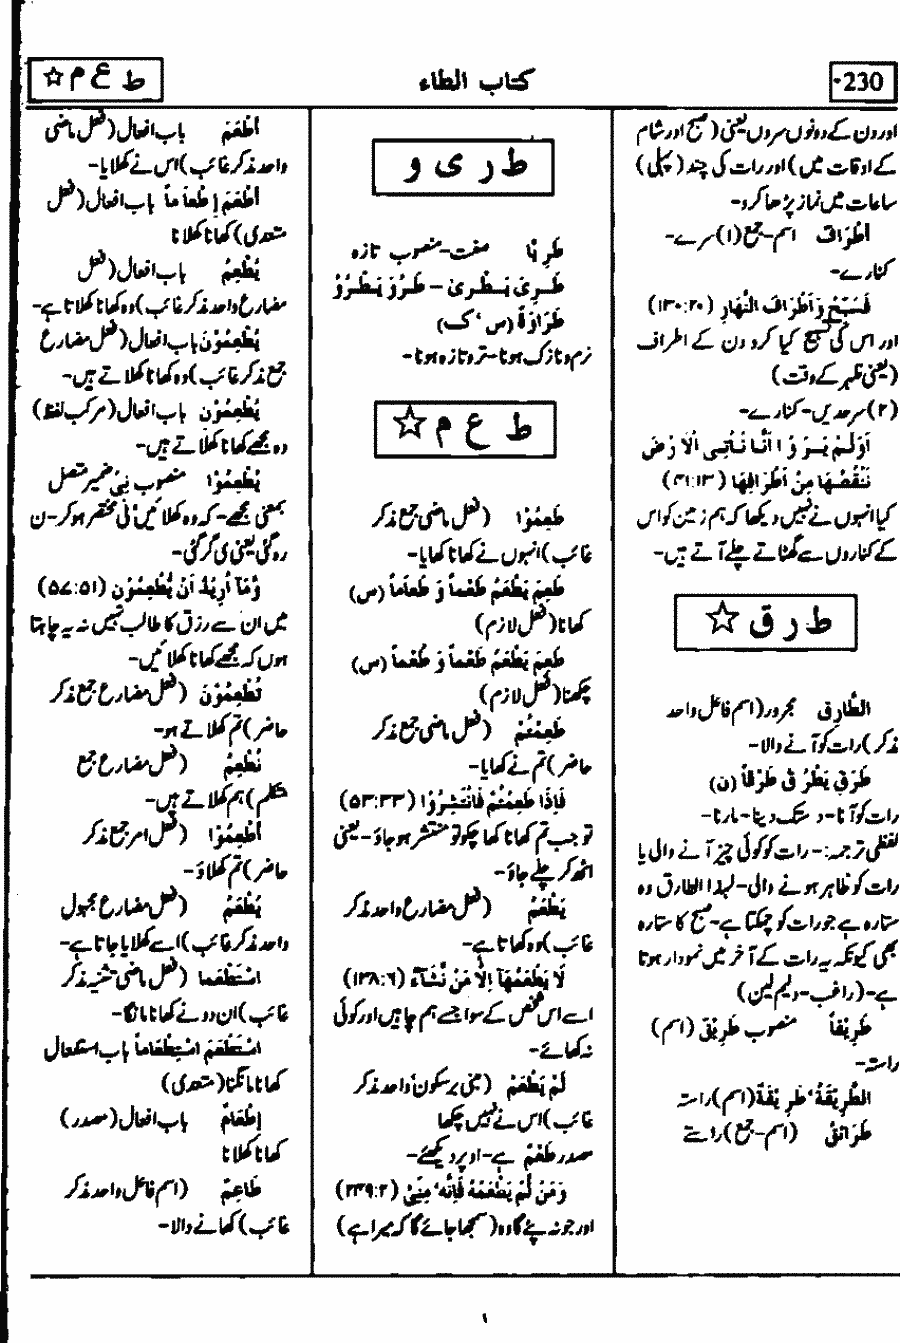 230-
کتاب الطاء
ط ع م ☆
اور دن کے دونوں سروں یعنی (صبح اور شام
کے اوقات میں) اور رات کی چند (پہلی)
ساعات میں نماز پڑھا کرو-
أَطْرَافَ اسم-جمع (۱) سرے-
کنارے-
فَسَبِّحْ وَأَطْرَافَ النَّهَارِ (۱۳۰:۲۰)
اور اس کی تسبیح کیا کرو دن کے اطراف
(یعنی ظہر کے وقت)
(۲) سرحدیں-کنارے-
أَوَلَمْ يَرَوْا أَنَّا نَأْتِي الْأَرْضَ
نَنْقُصُهَا مِنْ أَطْرَافِهَا (۴۱:۱۳)
کیا انہوں نے نہیں دیکھا کہ ہم زمین کو اس
کے کناروں سے گھٹاتے چلے آتے ہیں-
ط ر ق ☆
الطَّارِقِ مجرور (اسم فاعل واحد
مذکر) رات کو آنے والا-
طَرَقَ يَطْرُقُ طَرْقًا (ن)
رات کو آنا-دستک دینا-مارنا-
لفظی ترجمہ:-رات کو کوئی چیز آنے والی یا
رات کو ظاہر ہونے والی-لہذا الطارق وہ
ستارہ ہے جو رات کو چمکتا ہے-صبح کا ستارہ
بھی کیونکہ یہ رات کے آخر میں نمودار ہوتا
ہے-(راغب-ولیم لین)
طَرِيقاً منصوب طَرِيْقٌ (اسم)
راستہ-
الطَّرِيْقَةُ، طَرِيْقَةٌ (اسم) راستہ
طَرَائِقُ (اسم-جمع) راستے
ط ر ی و
طَرِيًّا صفت-منصوب تازہ
طَرِىَ يَطْرىٰ - طَرُوَ يَطْرُوْ
طَرَاوَةٌ (س، ک)
نرم و نازک ہونا-تر و تازہ ہونا-
ط ع م ☆
طَعِمُوْا (فعل ماضی جمع مذکر
غائب) انہوں نے کھانا کھایا-
طَعِمَ يَطْعَمُ طَعْماً وَ طَعَاماً (س)
کھانا (فعل لازم)
طَعِمَ يَطْعَمُ طَعْماً وَ طُعْماً (س)
چکھنا (فعل لازم)
طَعِمْتُمْ (فعل ماضی جمع مذکر
حاضر) تم نے کھایا-
فَإِذَا طَعِمْتُمْ فَانْتَشِرُوْا (۵۳:۳۳)
تو جب تم کھانا کھا چکو تو منتشر ہو جاؤ-یعنی
اٹھ کر چلے جاؤ-
يَطْعَمُ (فعل مضارع واحد مذکر
غائب) وہ کھاتا ہے-
لَا يَطْعَمُهَا إِلَّا مَنْ نَّشَآءُ (۱۳۸:۶)
اسے اس شخص کے سوا جسے ہم چاہیں اور کوئی
نہ کھائے-
لَمْ يَطْعَمْ (مبنی بر سکون واحد مذکر
غائب) اس نے نہیں چکھا
مصدر طَعْمٌ ہے-اوپر دیکھئے-
وَمَنْ لَّمْ يَطْعَمْهُ فَإِنَّهٗ مِنِّيْ (۲۴۹:۲)
اور جو نہ پئے گا وہ (سمجھا جائے گا کہ میرا ہے)
أَطْعَمَ باب افعال (فعل ماضی
واحد مذکر غائب) اس نے کھلایا-
أَطْعَمَ إِطْعَاماً باب افعال (فعل
متعدی) کھانا کھلانا
يُطْعِمُ باب افعال (فعل
مضارع واحد مذکر غائب) وہ کھانا کھلاتا ہے-
يُطْعِمُوْنَ باب افعال (فعل مضارع
جمع مذکر غائب) وہ کھانا کھلاتے ہیں-
يُطْعِمُوْنِ باب افعال (مرکب لفظ)
وہ مجھے کھانا کھلاتے ہیں-
يُطْعِمُوْا منصوب نِیْ ضمیر متصل
بمعنی مجھے-کہ وہ کھلائیں نی مختصر ہو کر-ن
رہ گئی یعنی ی گر گئی-
وَّمَآ أُرِيْدُ أَنْ يُّطْعِمُوْنِ (۵۷:۵۱)
میں ان سے رزق کا طالب نہیں نہ یہ چاہتا
ہوں کہ مجھے کھانا کھلائیں-
تُطْعِمُوْنَ (فعل مضارع جمع مذکر
حاضر) تم کھلاتے ہو-
نُطْعِمُ (فعل مضارع جمع
متکلم) ہم کھلاتے ہیں-
أَطْعِمُوْا (فعل امر جمع مذکر
حاضر) تم کھلاؤ-
يُطْعَمُ (فعل مضارع مجہول
واحد مذکر غائب) اسے کھلایا جاتا ہے-
اسْتَطْعَما (فعل ماضی تثنیہ مذکر
غائب) ان دو نے کھانا مانگا-
اسْتَطْعَمَ اسْتِطْعَاماً باب استفعال
کھانا مانگنا (متعدی)
إِطْعَامٌ باب افعال (مصدر)
کھانا کھلانا
طَاعِمٌ (اسم فاعل واحد مذکر
غائب) کھانے والا-
۱